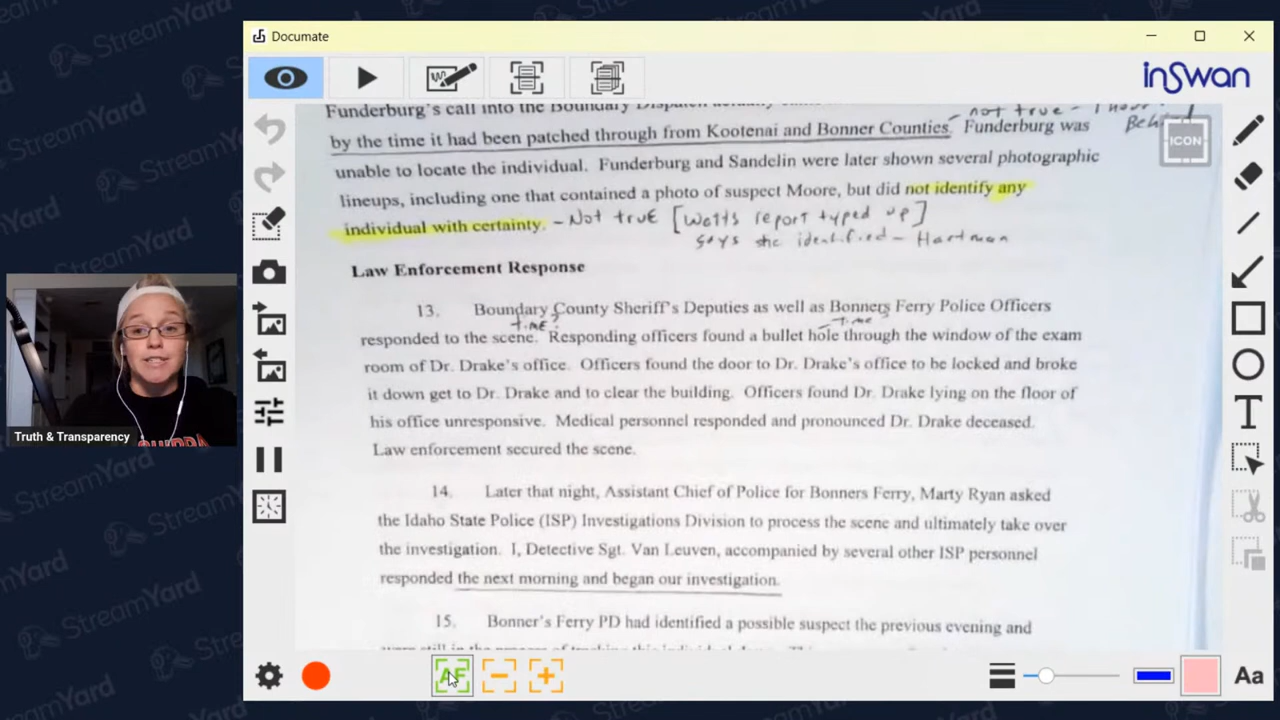 StreamYard
Documate
inswan
Funderburg's call into the Boundary Dispatch
not true - 1 hour
Behind
by the time it had been patched through from Kootenai and Bonner Counties. Funderburg was
ICON
unable to locate the individual. Funderburg and Sandelin were later shown several photographic
lineups, including one that contained a photo of suspect Moore, but did not identify any
individual with certainty. - Not true [Watts report typed up]
says she identified - Hartman
Law Enforcement Response
13. Boundary County Sheriff's Deputies as well as Bonners Ferry Police Officers
time? - time
responded to the scene. Responding officers found a bullet hole through the window of the exam
room of Dr. Drake's office. Officers found the door to Dr. Drake's office to be locked and broke
it down get to Dr. Drake and to clear the building. Officers found Dr. Drake lying on the floor of
his office unresponsive. Medical personnel responded and pronounced Dr. Drake deceased.
Law enforcement secured the scene.
14. Later that night, Assistant Chief of Police for Bonners Ferry, Marty Ryan asked
the Idaho State Police (ISP) Investigations Division to process the scene and ultimately take over
the investigation. I, Detective Sgt. Van Leuven, accompanied by several other ISP personnel
responded the next morning and began our investigation.
15. Bonner's Ferry PD had identified a possible suspect the previous evening and
Truth & Transparency
AF
T
Aa
StreamYard